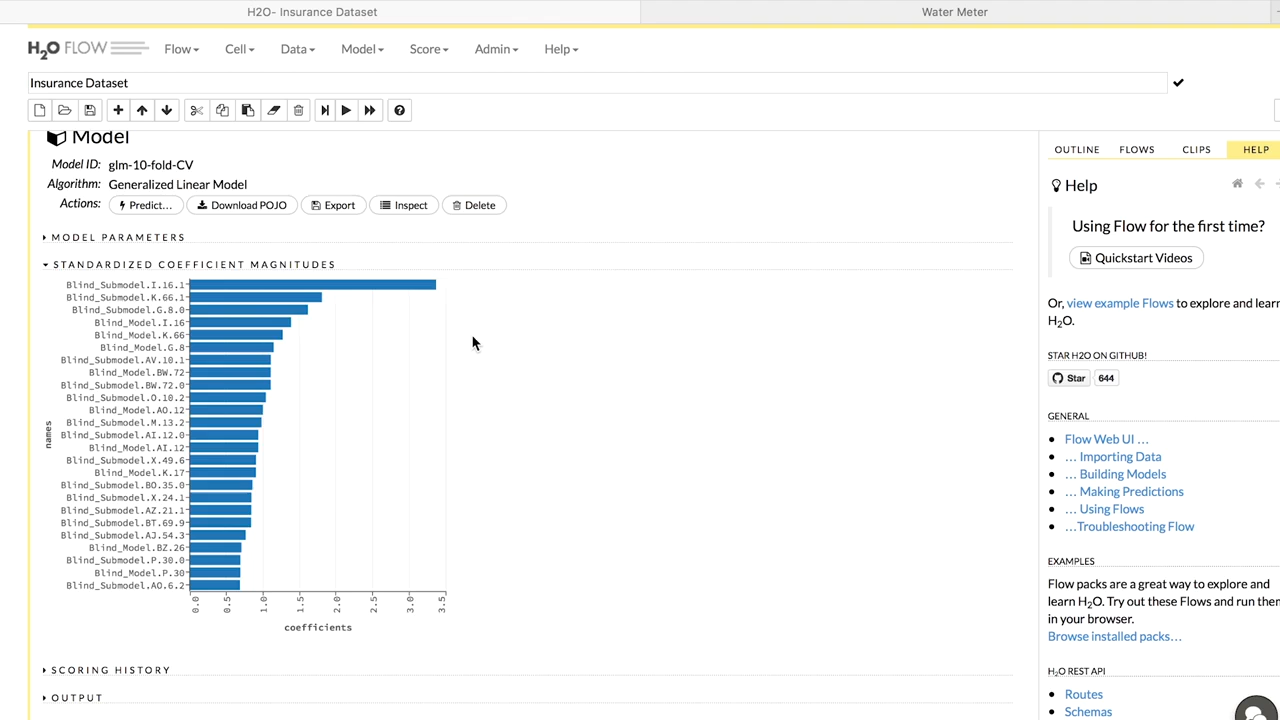 H2O- Insurance Dataset
Water Meter
H2O FLOW
Flow
Cell
Data
Model
Score
Admin
Help
Insurance Dataset
Model
Model ID: glm-10-fold-CV
Algorithm: Generalized Linear Model
Actions: Predict... Download POJO Export Inspect Delete
MODEL PARAMETERS
STANDARDIZED COEFFICIENT MAGNITUDES
names
Blind_Submodel.I.16.1
Blind_Submodel.K.66.1
Blind_Submodel.G.8.0
Blind_Model.I.16
Blind_Model.K.66
Blind_Model.G.8
Blind_Submodel.AV.10.1
Blind_Model.BW.72
Blind_Submodel.BW.72.0
Blind_Submodel.O.10.2
Blind_Model.AO.12
Blind_Submodel.M.13.2
Blind_Submodel.AI.12.0
Blind_Model.AI.12
Blind_Submodel.X.49.6
Blind_Model.K.17
Blind_Submodel.BO.35.0
Blind_Submodel.X.24.1
Blind_Submodel.AZ.21.1
Blind_Submodel.BT.69.9
Blind_Submodel.AJ.54.3
Blind_Model.BZ.26
Blind_Submodel.P.30.0
Blind_Model.P.30
Blind_Submodel.AO.6.2
0.0 0.5 1.0 1.5 2.0 2.5 3.0 3.5
coefficients
SCORING HISTORY
OUTPUT
OUTLINE FLOWS CLIPS HELP
Help
Using Flow for the first time?
Quickstart Videos
Or, view example Flows to explore and learn
H2O.
STAR H2O ON GITHUB!
Star 644
GENERAL
Flow Web UI ...
... Importing Data
... Building Models
... Making Predictions
... Using Flows
...Troubleshooting Flow
EXAMPLES
Flow packs are a great way to explore and
learn H2O. Try out these Flows and run them
in your browser.
Browse installed packs...
H2O REST API
Routes
Schemas